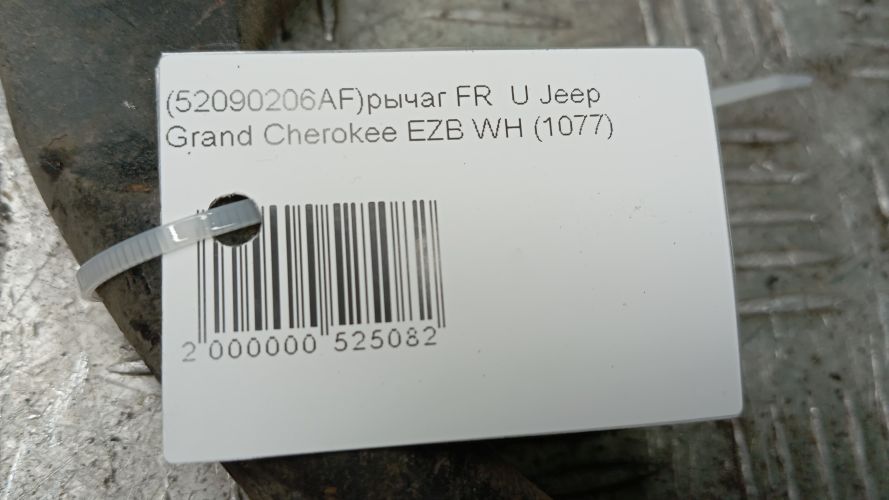 (52090206AF)рычаг FR U Jeep
Grand Cherokee EZB WH (1077)
2 000000 525082